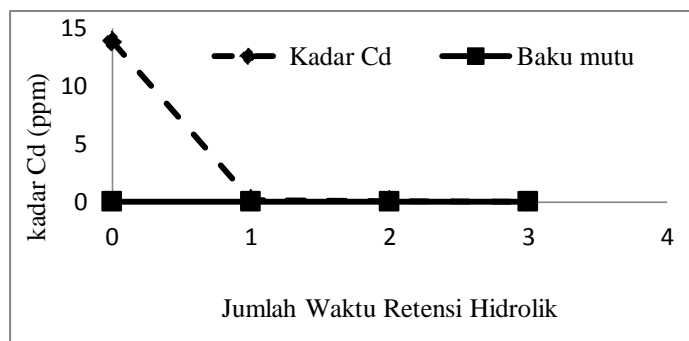 15
Kadar Cd
Baku mutu
10
5
0
kadar Cd (ppm)
0 1 2 3 4
Jumlah Waktu Retensi Hidrolik